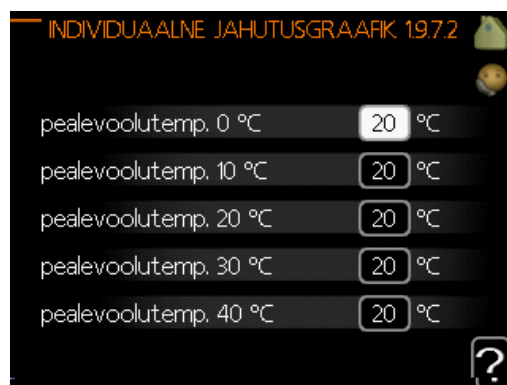 INDIVIDUAALNE JAHUTUSGRAAFIK 1.9.7.2
pealevoolutemp. 0 °C 20 °C
pealevoolutemp. 10 °C 20 °C
pealevoolutemp. 20 °C 20 °C
pealevoolutemp. 30 °C 20 °C
pealevoolutemp. 40 °C 20 °C
?